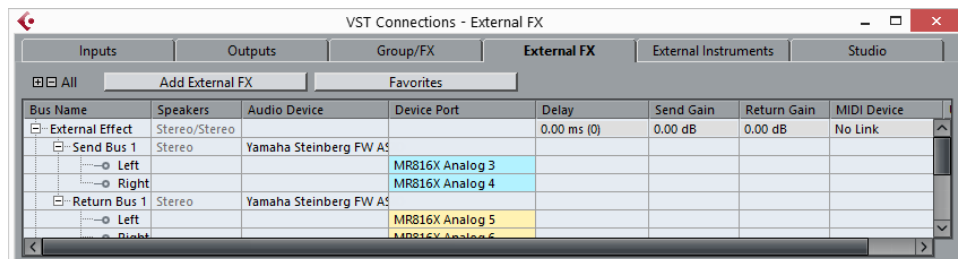 VST Connections - External FX
Inputs Outputs Group/FX External FX External Instruments Studio
All Add External FX Favorites
Bus Name Speakers Audio Device Device Port Delay Send Gain Return Gain MIDI Device
External Effect Stereo/Stereo 0.00 ms (0) 0.00 dB 0.00 dB No Link
Send Bus 1 Stereo Yamaha Steinberg FW AS
Left MR816X Analog 3
Right MR816X Analog 4
Return Bus 1 Stereo Yamaha Steinberg FW AS
Left MR816X Analog 5
Right MR816X Analog 6